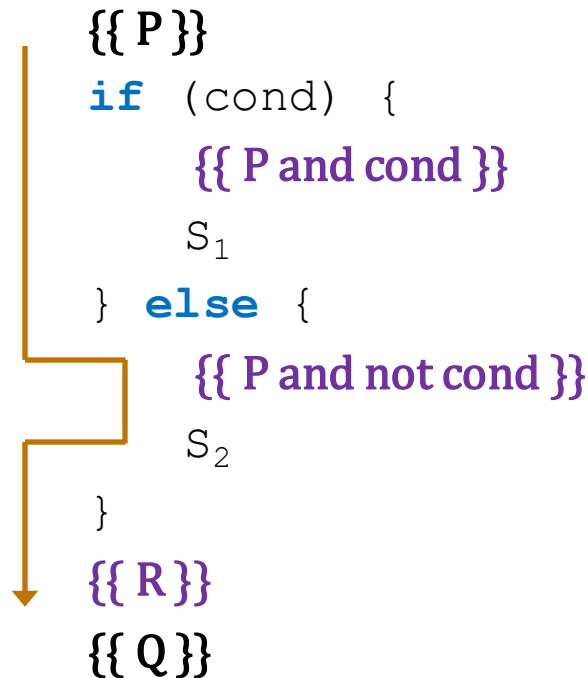 {{ P }}
if (cond) {
{{ P and cond }}
S₁
} else {
{{ P and not cond }}
S₂
}
{{ R }}
{{ Q }}